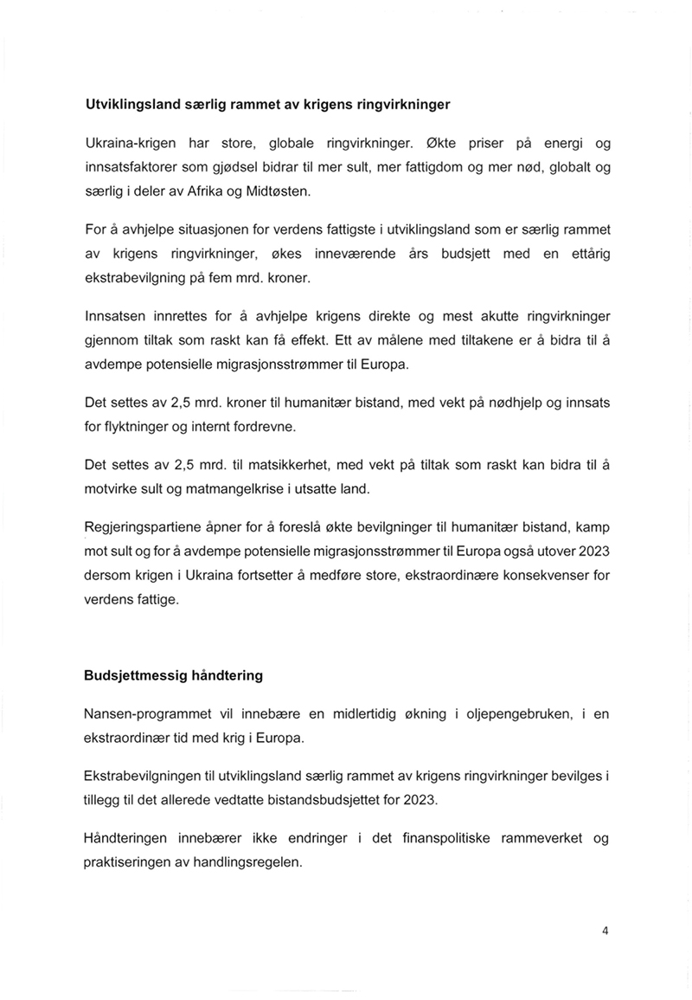 Utviklingsland særlig rammet av krigens ringvirkninger
Ukraina-krigen har store, globale ringvirkninger. Økte priser på energi og
innsatsfaktorer som gjødsel bidrar til mer sult, mer fattigdom og mer nød, globalt og
særlig i deler av Afrika og Midtøsten.
For å avhjelpe situasjonen for verdens fattigste i utviklingsland som er særlig rammet
av krigens ringvirkninger, økes inneværende års budsjett med en ettårig
ekstrabevilgning på fem mrd. kroner.
Innsatsen innrettes for å avhjelpe krigens direkte og mest akutte ringvirkninger
gjennom tiltak som raskt kan få effekt. Ett av målene med tiltakene er å bidra til å
avdempe potensielle migrasjonsstrømmer til Europa.
Det settes av 2,5 mrd. kroner til humanitær bistand, med vekt på nødhjelp og innsats
for flyktninger og internt fordrevne.
Det settes av 2,5 mrd. til matsikkerhet, med vekt på tiltak som raskt kan bidra til å
motvirke sult og matmangelkrise i utsatte land.
Regjeringspartiene åpner for å foreslå økte bevilgninger til humanitær bistand, kamp
mot sult og for å avdempe potensielle migrasjonsstrømmer til Europa også utover 2023
dersom krigen i Ukraina fortsetter å medføre store, ekstraordinære konsekvenser for
verdens fattige.
Budsjettmessig håndtering
Nansen-programmet vil innebære en midlertidig økning i oljepengebruken, i en
ekstraordinær tid med krig i Europa.
Ekstrabevilgningen til utviklingsland særlig rammet av krigens ringvirkninger bevilges i
tillegg til det allerede vedtatte bistandsbudsjettet for 2023.
Håndteringen innebærer ikke endringer i det finanspolitiske rammeverket og
praktiseringen av handlingsregelen.
4